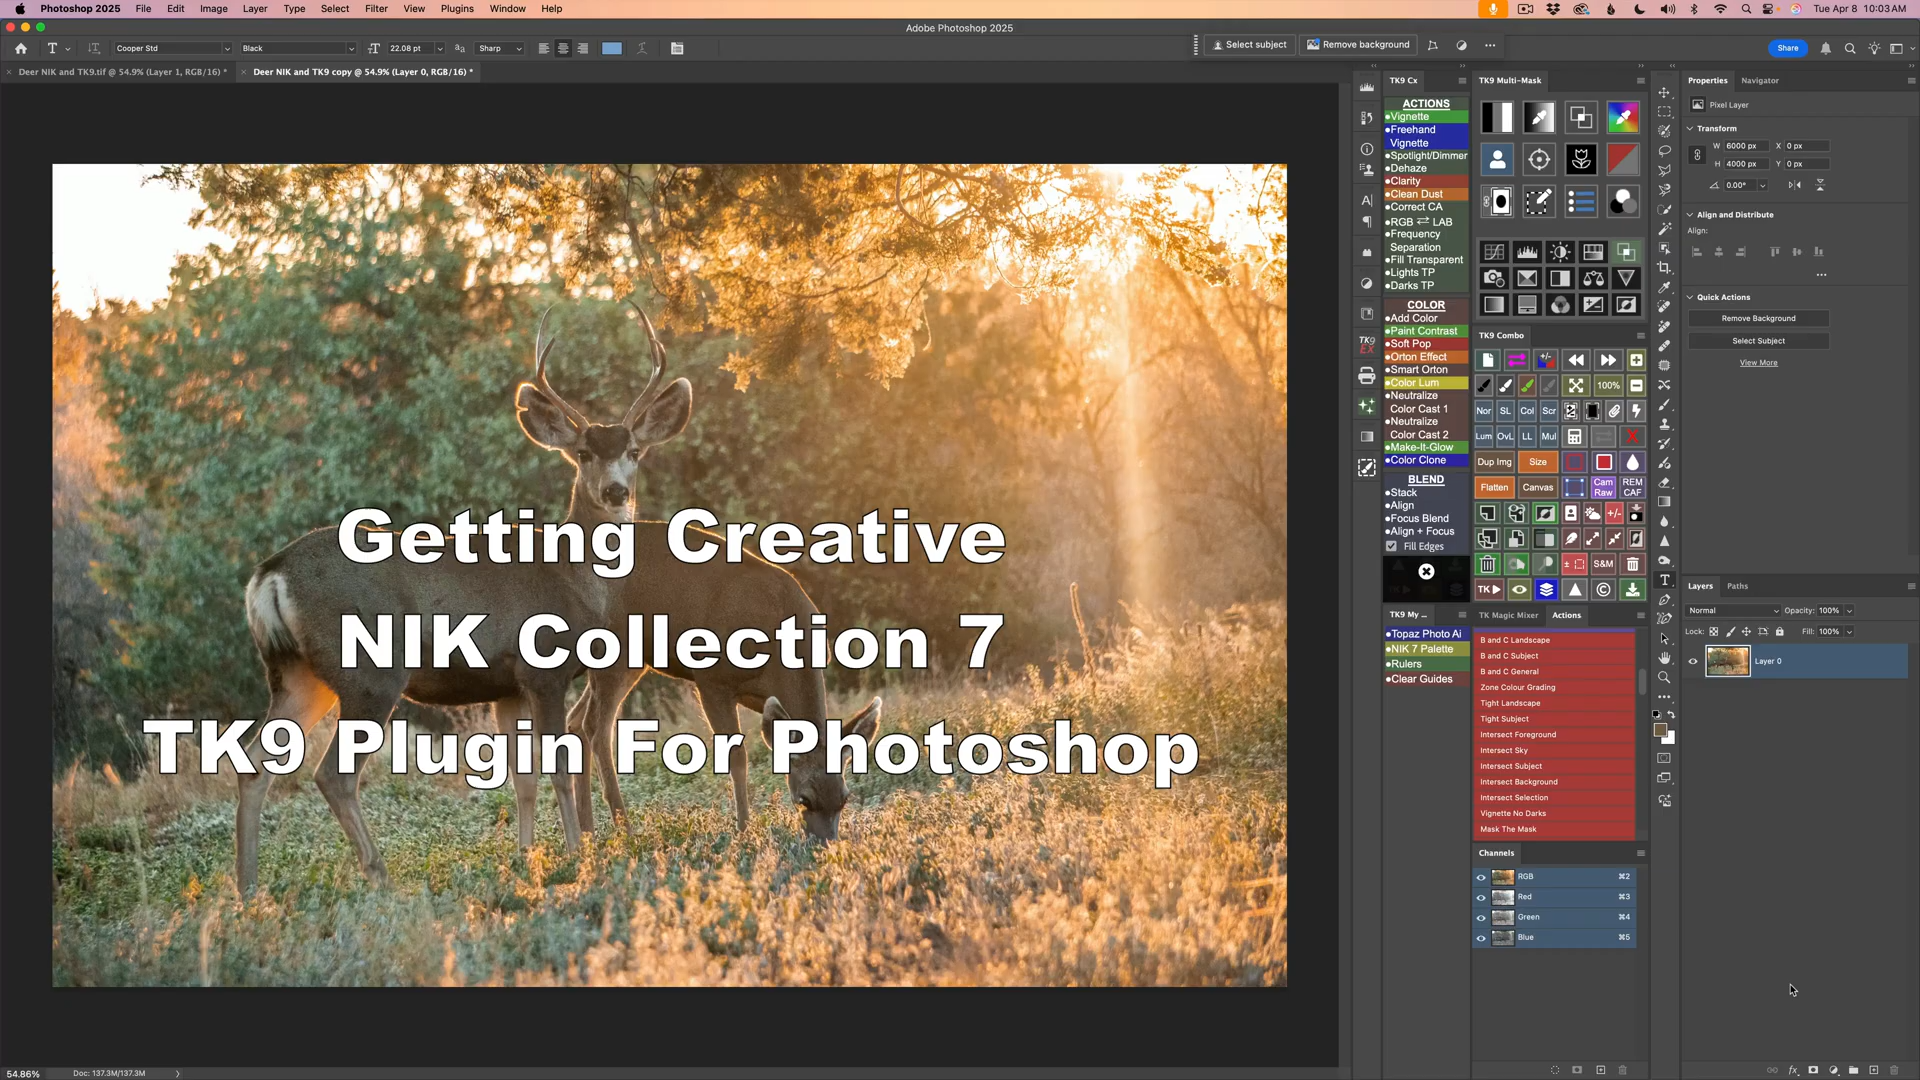 Photoshop 2025 File Edit Image Layer Type Select Filter View Plugins Window Help
Tue Apr 8 10:03 AM
Adobe Photoshop 2025
Cooper Std Black 22.08 pt Sharp
Select subject Remove background
Share
Deer NIK and TK9.tif @ 54.9% (Layer 1, RGB/16) *
Deer NIK and TK9 copy @ 54.9% (Layer 0, RGB/16) *
Getting Creative
NIK Collection 7
TK9 Plugin For Photoshop
TK9 Cx
ACTIONS
Vignette
Freehand
Vignette
Spotlight/Dimmer
Dehaze
Clarity
Clean Dust
Correct CA
RGB ⇄ LAB
Frequency
Separation
Fill Transparent
Lights TP
Darks TP
COLOR
Add Color
Paint Contrast
Soft Pop
Orton Effect
Smart Orton
Color Lum
Neutralize
Color Cast 1
Neutralize
Color Cast 2
Make-It-Glow
Color Clone
BLEND
Stack
Align
Focus Blend
Align + Focus
Fill Edges
TK9 My ...
Topaz Photo Ai
NIK 7 Palette
Rulers
Clear Guides
TK9 EX
TK9 Multi-Mask
TK9 Combo
100%
Nor SL Col Scr
Lum OvL LL Mul
Dup Img Size
Flatten Canvas Cam Raw REM CAF
S&M
TK
TK Magic Mixer Actions
B and C Landscape
B and C Subject
B and C General
Zone Colour Grading
Tight Landscape
Tight Subject
Intersect Foreground
Intersect Sky
Intersect Subject
Intersect Background
Intersect Selection
Vignette No Darks
Mask The Mask
Channels
RGB ⌘2
Red ⌘3
Green ⌘4
Blue ⌘5
Properties Navigator
Pixel Layer
Transform
W 6000 px X 0 px
H 4000 px Y 0 px
0.00°
Align and Distribute
Align:
Quick Actions
Remove Background
Select Subject
View More
Layers Paths
Normal Opacity: 100%
Lock: Fill: 100%
Layer 0
54.86% Doc: 137.3M/137.3M